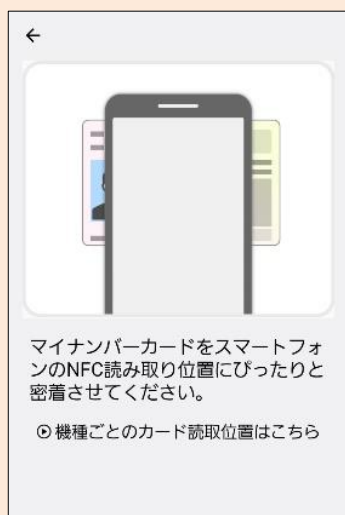 マイナンバーカードをスマートフォ
ンのNFC読み取り位置にぴったりと
密着させてください。
機種ごとのカード読取位置はこちら